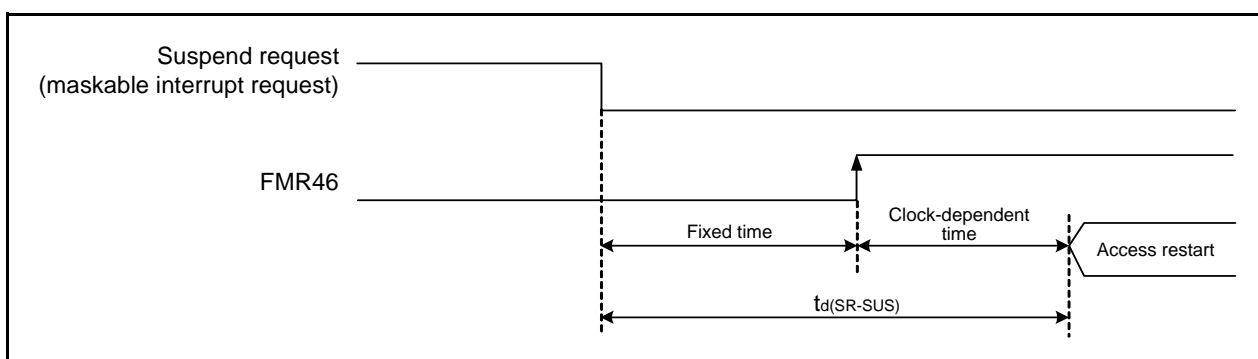 Suspend request
(maskable interrupt request)
FMR46
Fixed time
Clock-dependent
time
Access restart
td(SR-SUS)